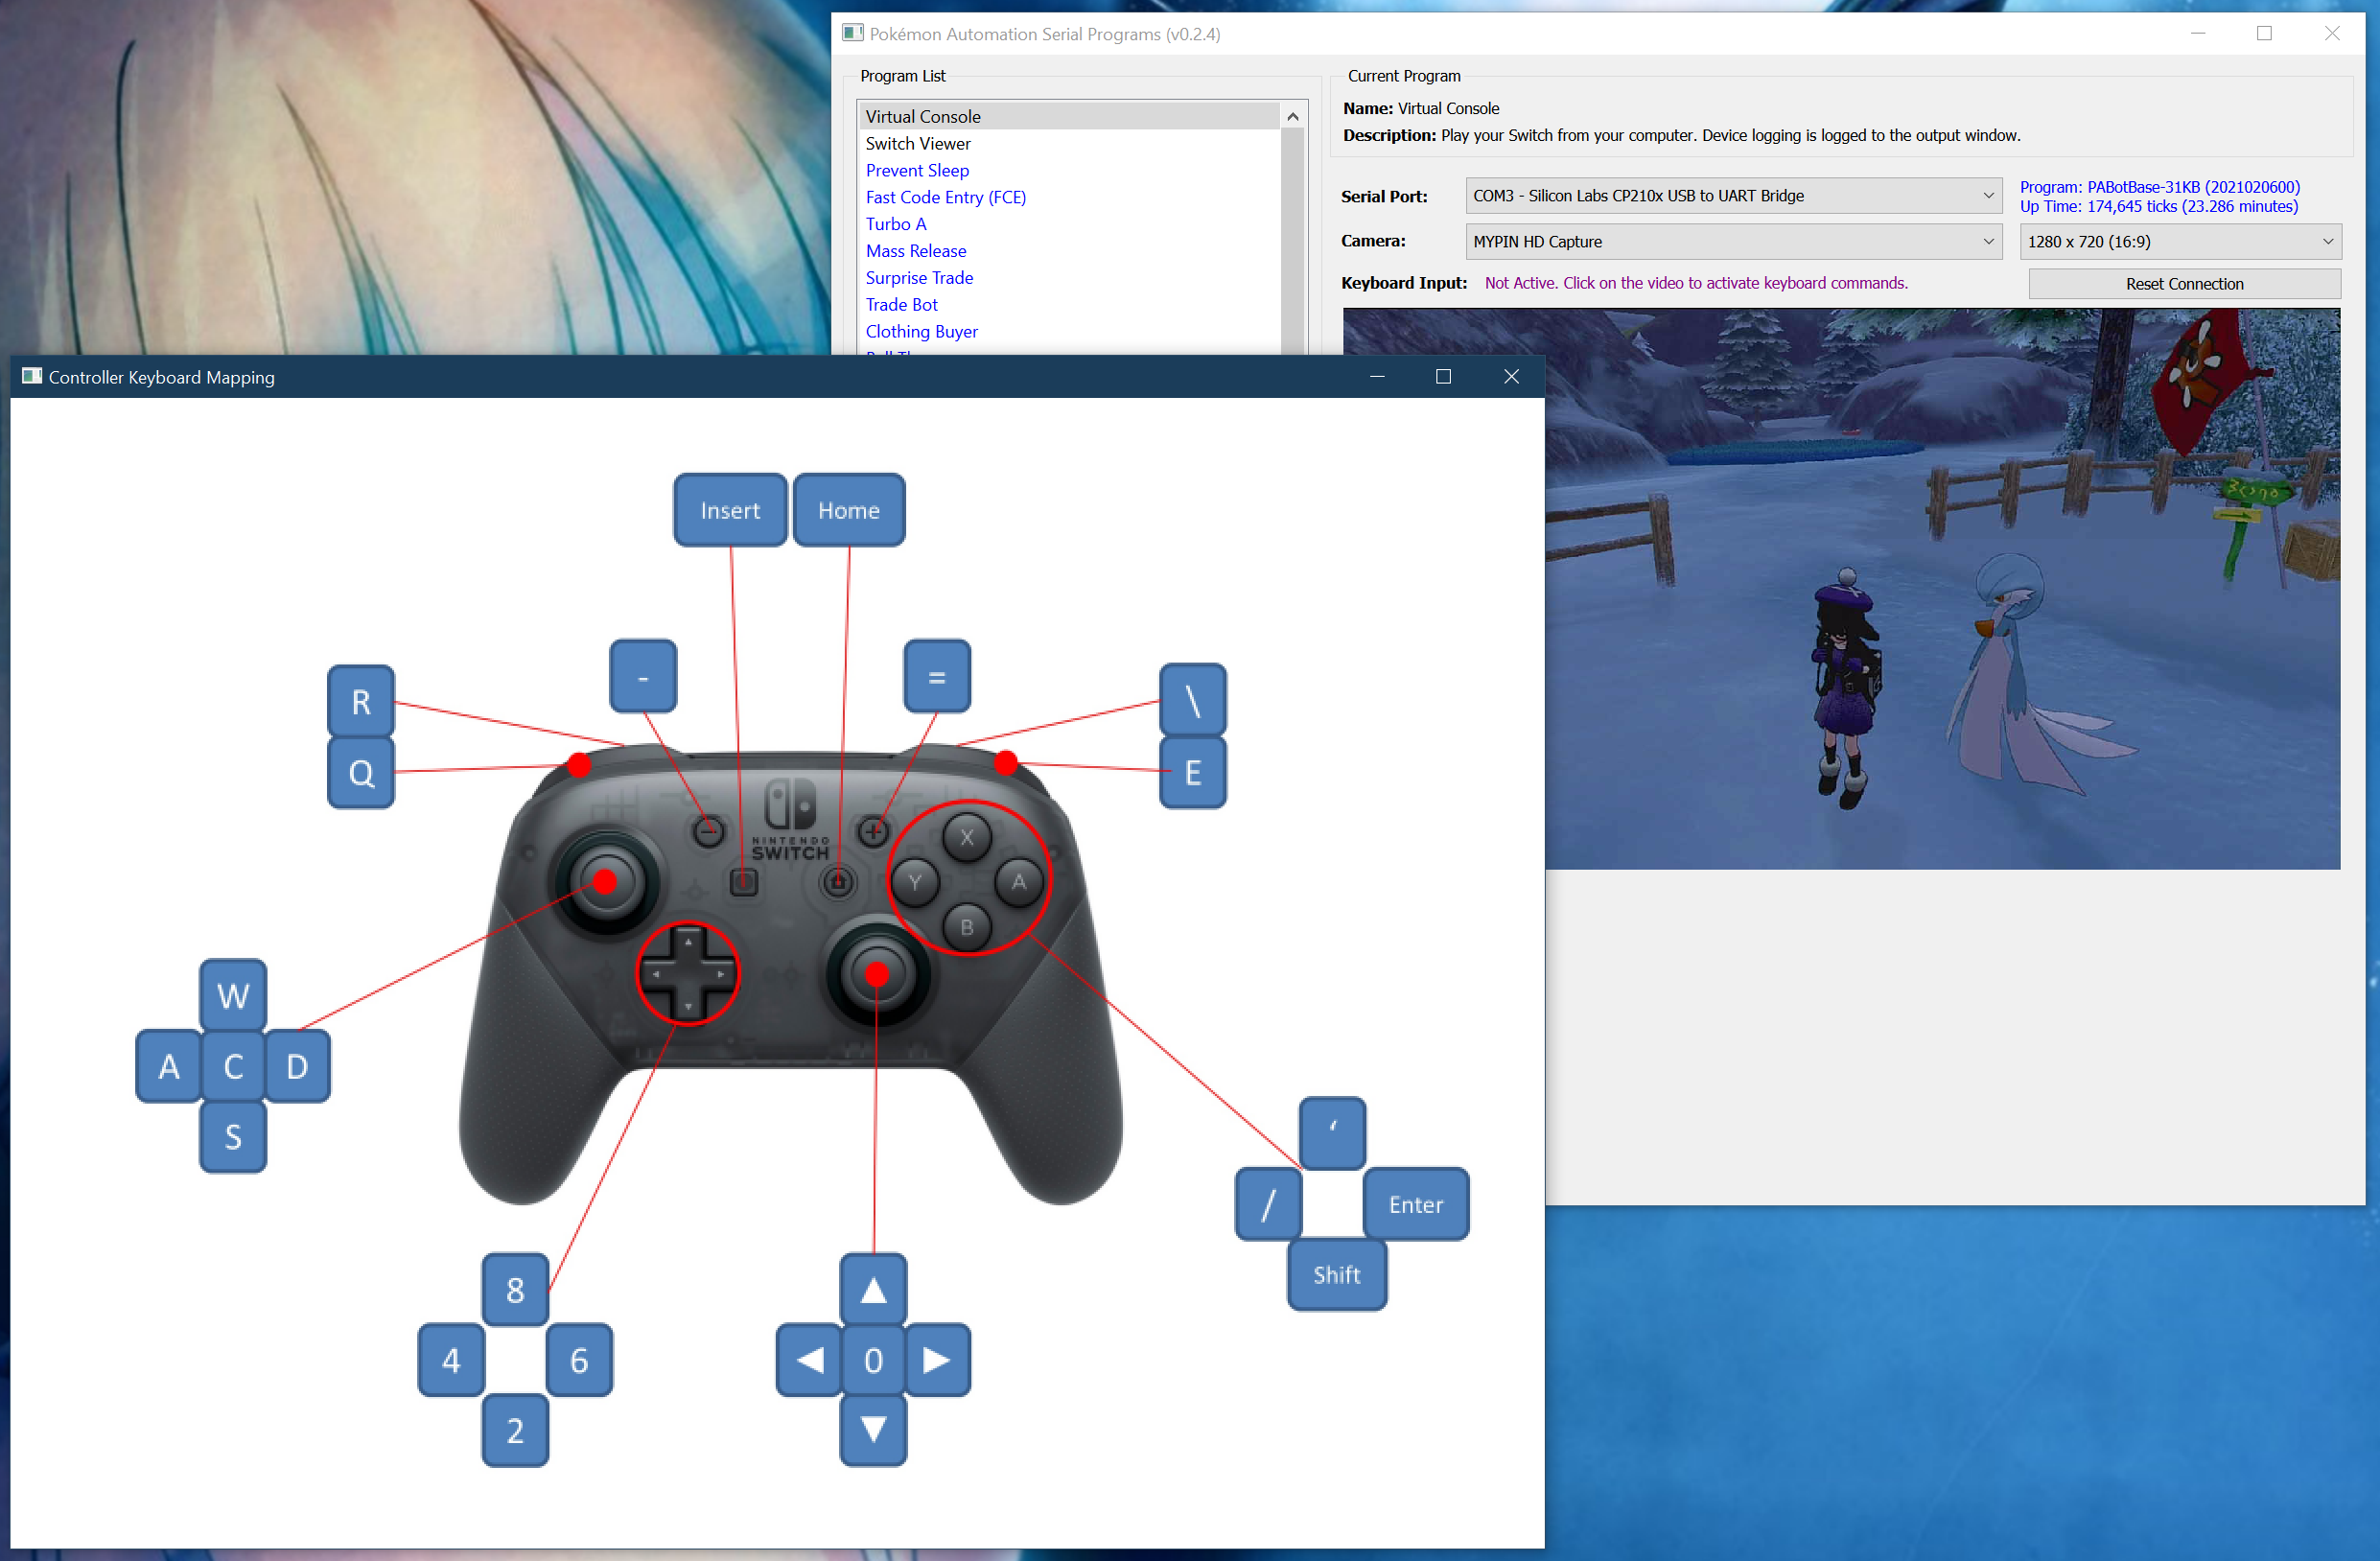 Pokémon Automation Serial Programs (v0.2.4)
Program List
Virtual Console
Switch Viewer
Prevent Sleep
Fast Code Entry (FCE)
Turbo A
Mass Release
Surprise Trade
Trade Bot
Clothing Buyer
Current Program
Name: Virtual Console
Description: Play your Switch from your computer. Device logging is logged to the output window.
Serial Port: COM3 - Silicon Labs CP210x USB to UART Bridge
Program: PABotBase-31KB (2021020600)
Up Time: 174,645 ticks (23.286 minutes)
Camera: MYPIN HD Capture 1280 x 720 (16:9)
Keyboard Input: Not Active. Click on the video to activate keyboard commands. Reset Connection
Controller Keyboard Mapping
Insert Home
- =
R \
Q E
NINTENDO
SWITCH
X
Y A
B
W
A C D
S
‘
/ Enter
Shift
8
4 6
2
▲
◀ 0 ▶
▼